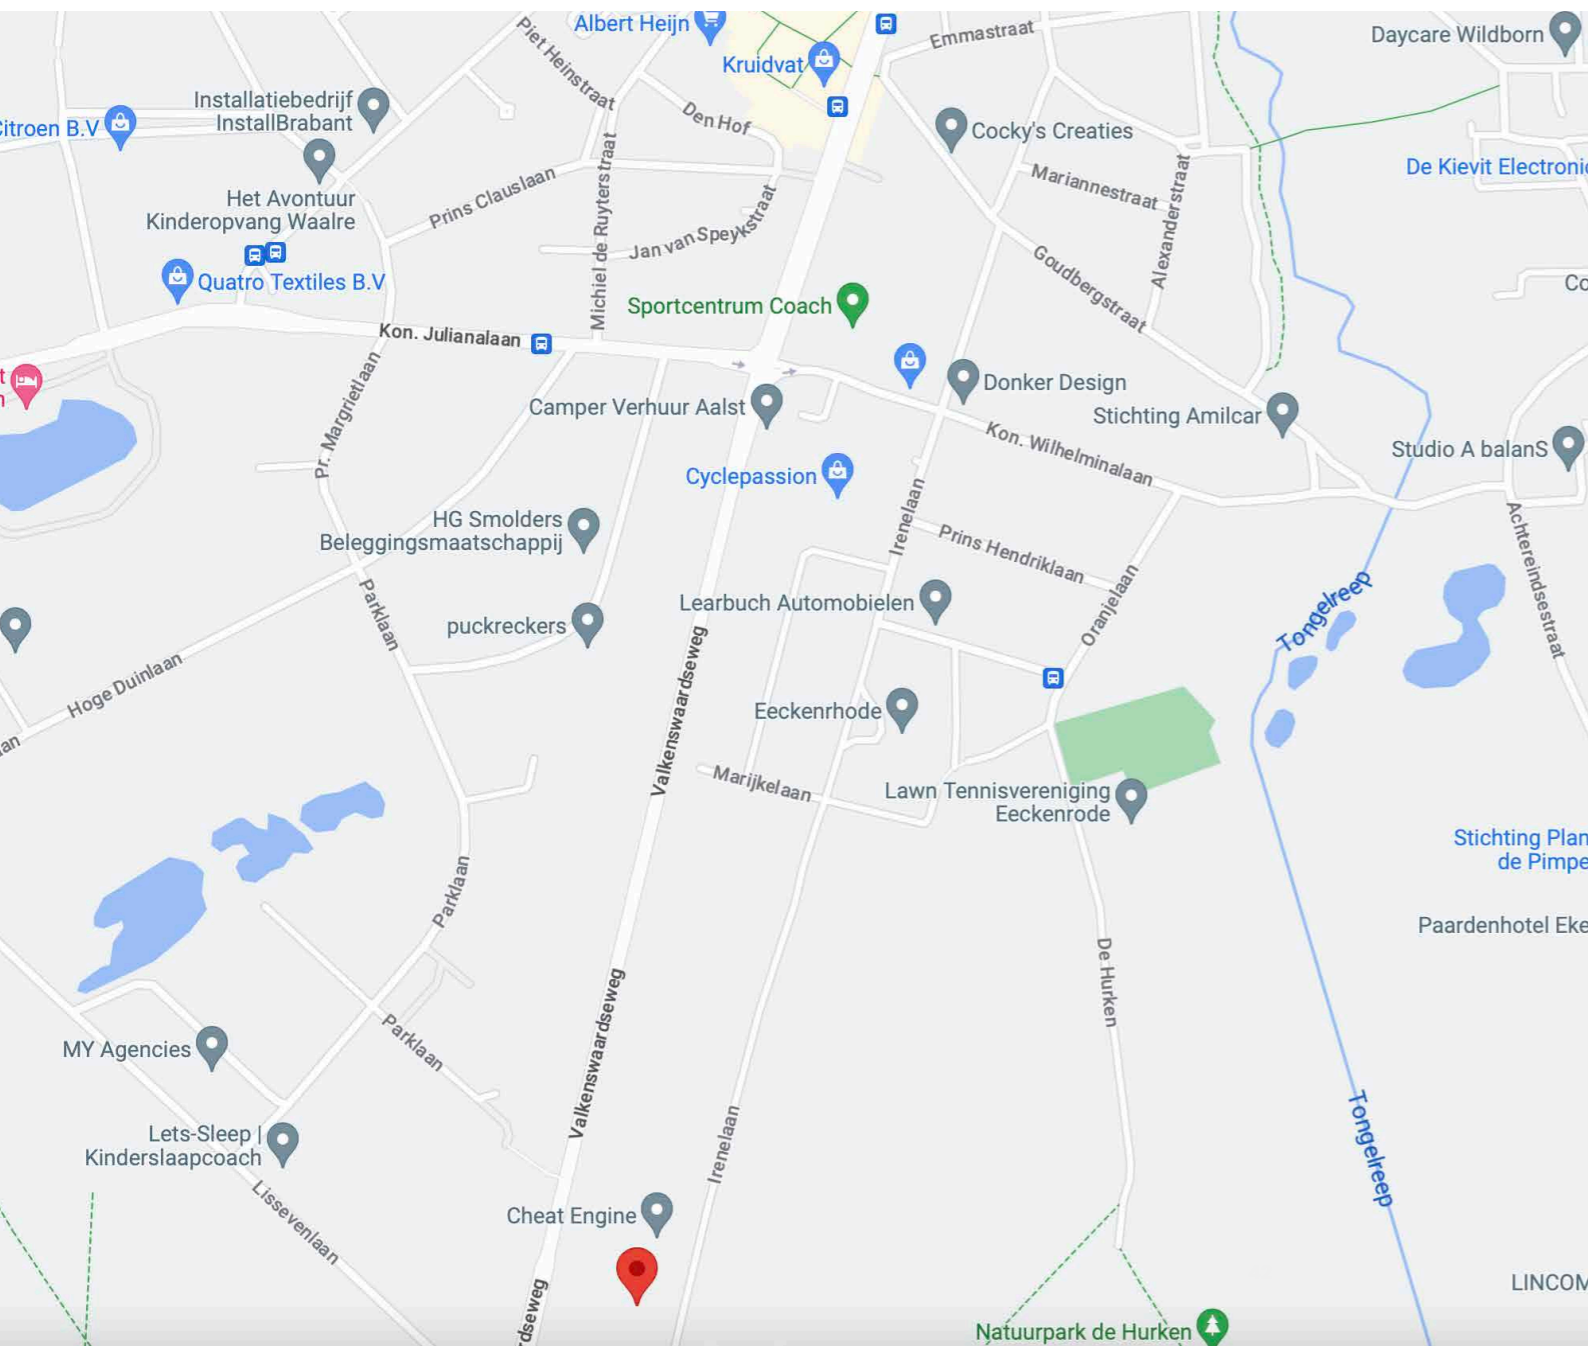 Albert Heijn
Piet Heinstraat
Emmastraat
Daycare Wildborn
Kruidvat
Installatiebedrijf
InstallBrabant
Citroen B.V
Den Hof
Cocky's Creaties
De Kievit Electronic
Het Avontuur
Kinderopvang Waalre
Prins Clauslaan
Michiel de Ruyterstraat
Mariannestraat
Alexanderstraat
Jan van Speykstraat
Quatro Textiles B.V
Goudbergstraat
Co
Sportcentrum Coach
Kon. Julianalaan
t
n
Pr. Margrietlaan
Camper Verhuur Aalst
Donker Design
Stichting Amilcar
Kon. Wilhelminalaan
Studio A balanS
Cyclepassion
HG Smolders
Beleggingsmaatschappij
Irenelaan
Prins Hendriklaan
Achtereindsestraat
Parklaan
Learbuch Automobielen
Oranjelaan
Tongelreep
puckreckers
Hoge Duinlaan
Valkenswaardseweg
Eeckenrhode
aan
Marijkelaan
Lawn Tennisvereniging
Eeckenrode
Stichting Plan
de Pimpe
Parklaan
Paardenhotel Eke
De Hurken
MY Agencies
Parklaan
Valkenswaardseweg
Lets-Sleep |
Kinderslaapcoach
Irenelaan
Tongelreep
Lissevenlaan
Cheat Engine
rdseweg
LINCOM
Natuurpark de Hurken